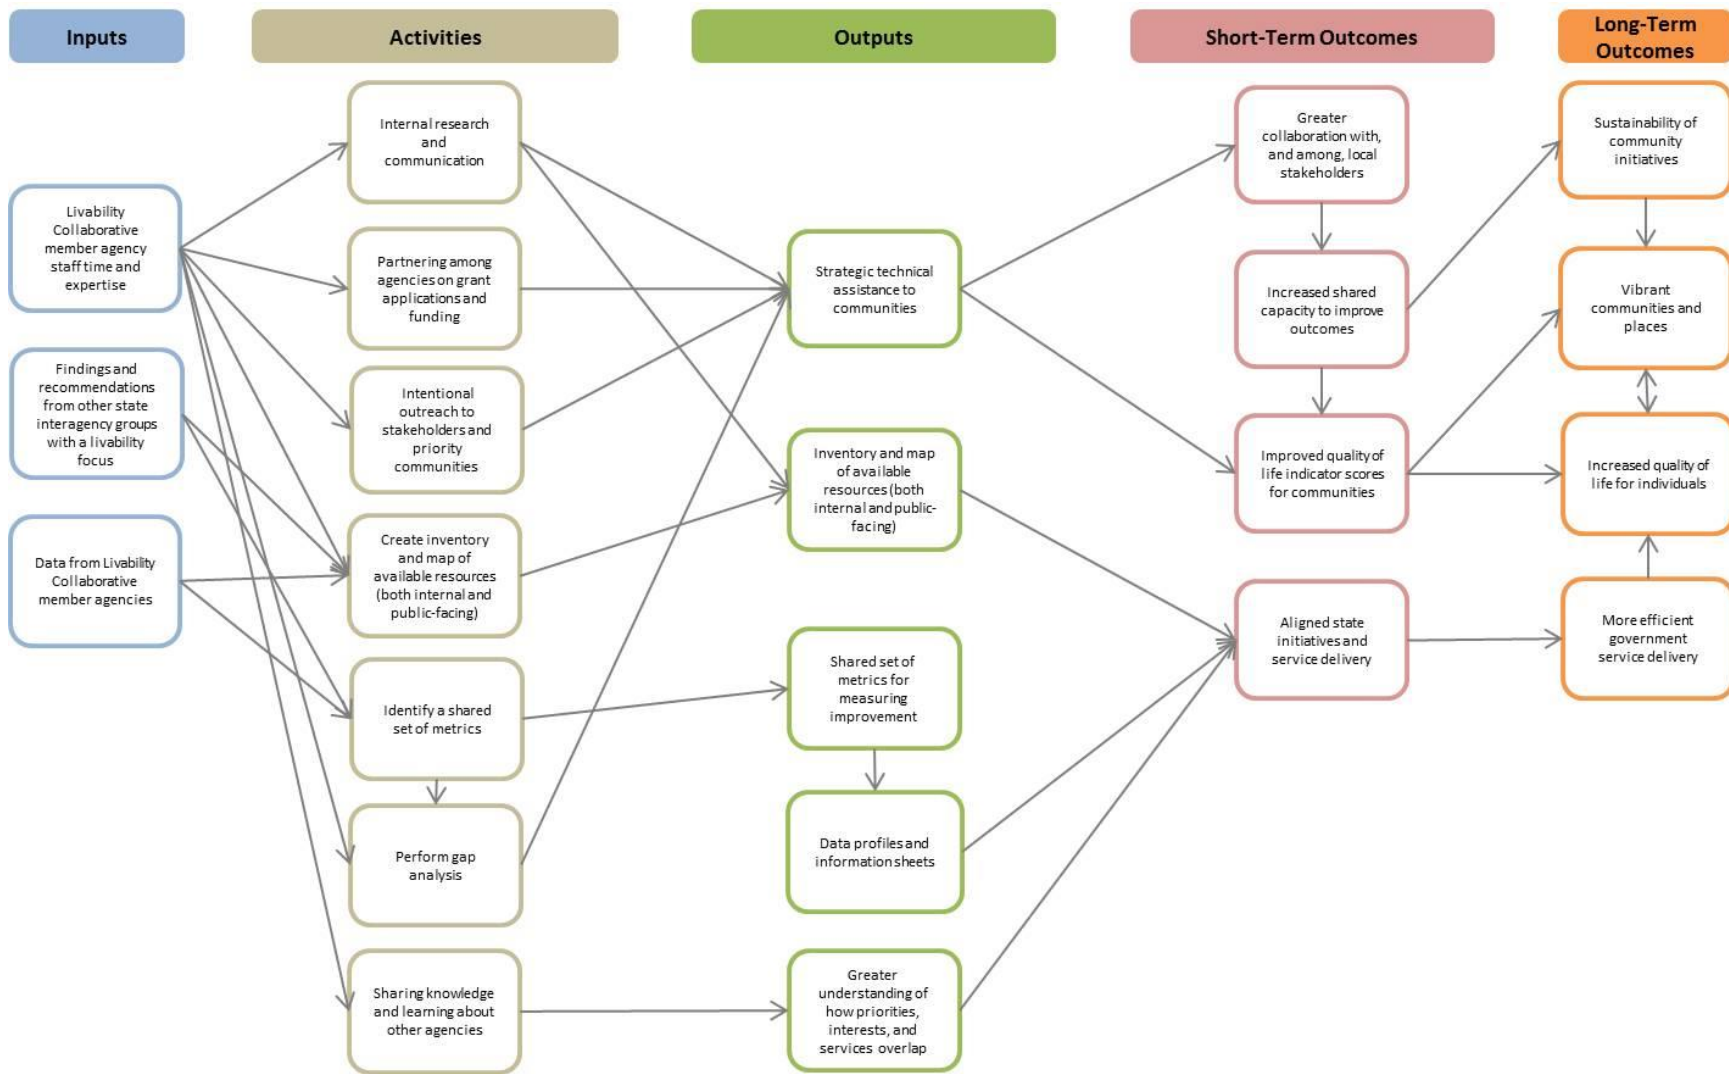 Inputs
Activities
Outputs
Short-Term Outcomes
Long-Term
Outcomes
Livability
Collaborative
member agency
staff time and
expertise
Findings and
recommendations
from other state
interagency groups
with a livability
focus
Data from Livability
Collaborative
member agencies
Internal research
and
communication
Partnering among
agencies on grant
applications and
funding
Intentional
outreach to
stakeholders and
priority
communities
Create inventory
and map of
available resources
(both internal and
public-facing)
Identify a shared
set of metrics
Perform gap
analysis
Sharing knowledge
and learning about
other agencies
Strategic technical
assistance to
communities
Inventory and map
of available
resources (both
internal and public-
facing)
Shared set of
metrics for
measuring
improvement
Data profiles and
information sheets
Greater
understanding of
how priorities,
interests, and
services overlap
Greater
collaboration with,
and among, local
stakeholders
Increased shared
capacity to improve
outcomes
Improved quality of
life indicator scores
for communities
Aligned state
initiatives and
service delivery
Sustainability of
community
initiatives
Vibrant
communities and
places
Increased quality of
life for individuals
More efficient
government
service delivery